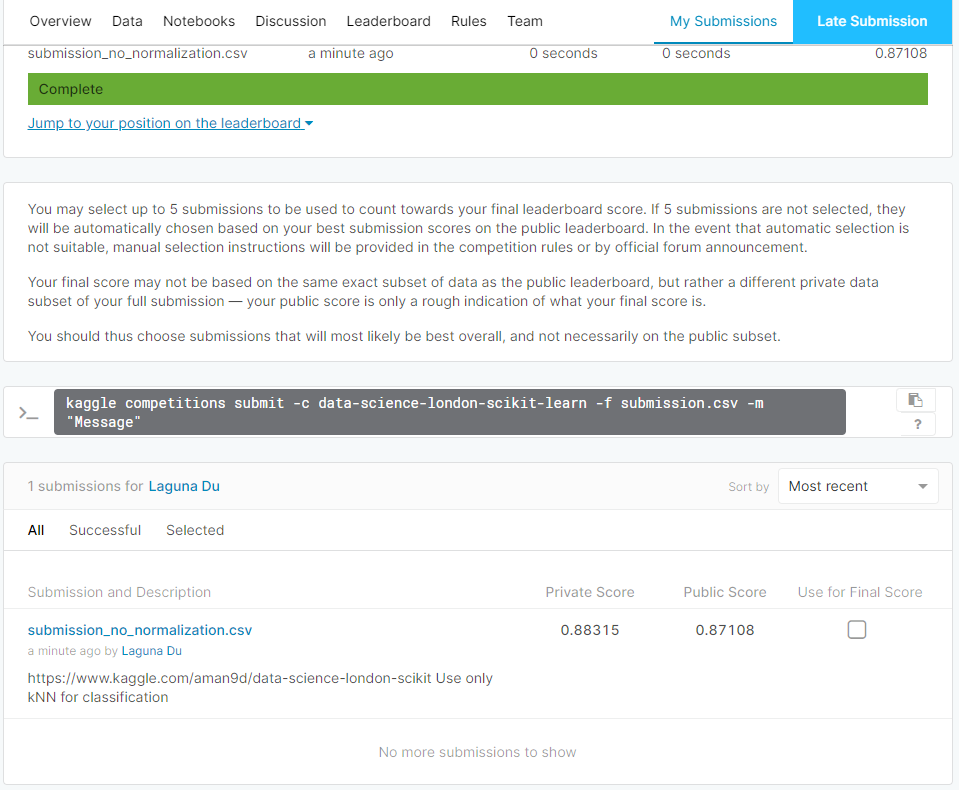 Overview Data Notebooks Discussion Leaderboard Rules Team My Submissions Late Submission
submission_no_normalization.csv a minute ago 0 seconds 0 seconds 0.87108
Complete
Jump to your position on the leaderboard
You may select up to 5 submissions to be used to count towards your final leaderboard score. If 5 submissions are not selected, they
will be automatically chosen based on your best submission scores on the public leaderboard. In the event that automatic selection is
not suitable, manual selection instructions will be provided in the competition rules or by official forum announcement.
Your final score may not be based on the same exact subset of data as the public leaderboard, but rather a different private data
subset of your full submission — your public score is only a rough indication of what your final score is.
You should thus choose submissions that will most likely be best overall, and not necessarily on the public subset.
>_ kaggle competitions submit -c data-science-london-scikit-learn -f submission.csv -m
"Message"
?
1 submissions for Laguna Du Sort by Most recent
All Successful Selected
Submission and Description Private Score Public Score Use for Final Score
submission_no_normalization.csv 0.88315 0.87108
a minute ago by Laguna Du
https://www.kaggle.com/aman9d/data-science-london-scikit Use only
kNN for classification
No more submissions to show